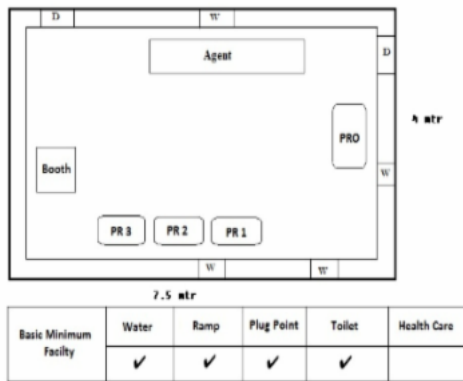 D W
Agent
D
4 mtr
PRO
Booth
W
PR 3 PR 2 PR 1
W W
7.5 mtr
Basic Minimum Facilty Water Ramp Plug Point Toilet Health Care
✓ ✓ ✓ ✓